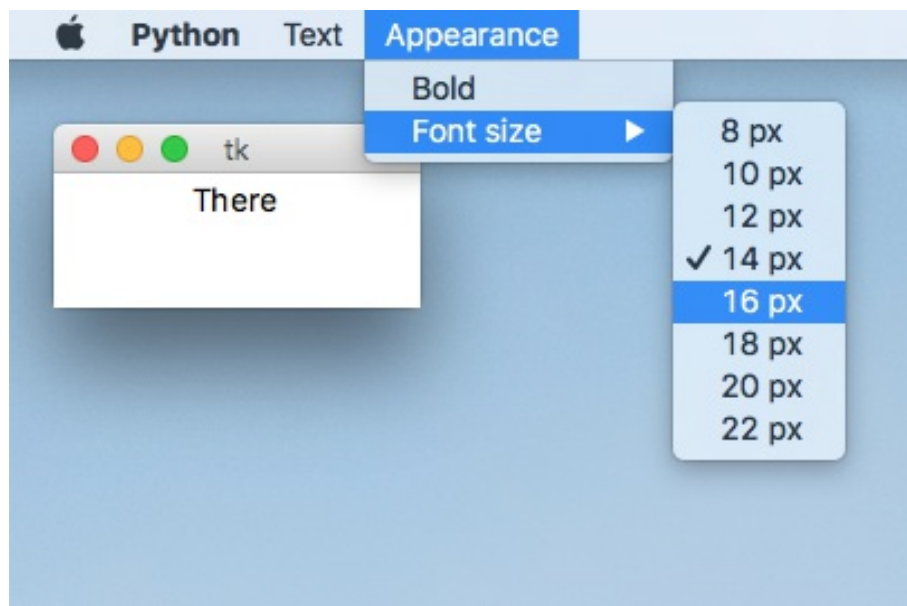 Python Text Appearance
Bold
Font size
tk
There
8 px
10 px
12 px
14 px
16 px
18 px
20 px
22 px